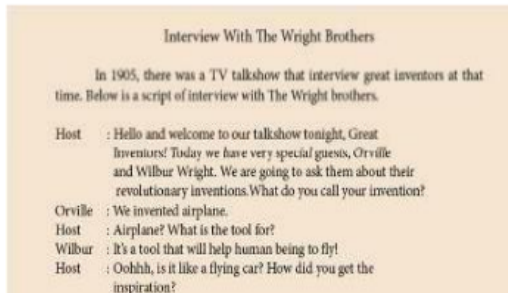 Interview With The Wright Brothers
In 1905, there was a TV talkshow that interview great inventors at that
time. Below is a script of interview with The Wright brothers.
Host : Hello and welcome to our talkshow tonight, Great
Inventors! Today we have very special guests, Orville
and Wilbur Wright. We are going to ask them about their
revolutionary inventions.What do you call your invention?
Orville : We invented airplane.
Host : Airplane? What is the tool for?
Wilbur : It's a tool that will help human being to fly!
Host : Oohhh, is it like a flying car? How did you get the
inspiration?